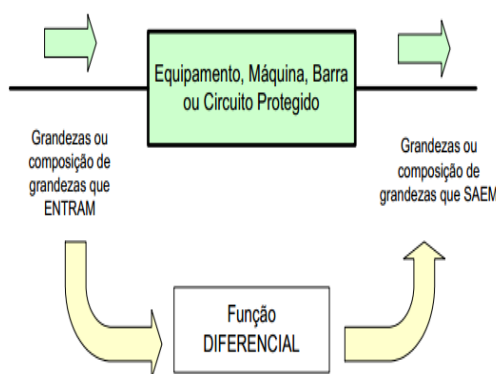 Equipamento, Máquina, Barra
ou Circuito Protegido
Grandezas ou
composição de
grandezas que
ENTRAM
Grandezas ou
composição de
grandezas que SAEM
Função
DIFERENCIAL